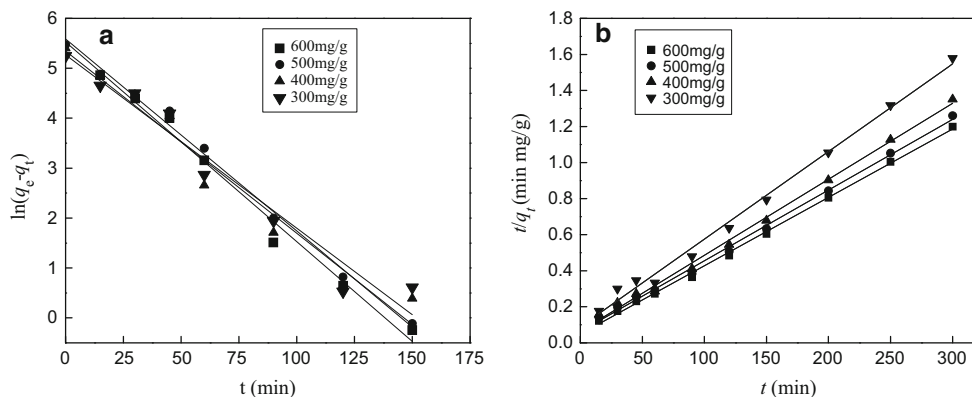 a
600mg/g
500mg/g
400mg/g
300mg/g
6
5
4
3
2
1
0
ln(qe-qt)
0 25 50 75 100 125 150 175
t (min)
b
600mg/g
500mg/g
400mg/g
300mg/g
1.8
1.6
1.4
1.2
1.0
0.8
0.6
0.4
0.2
0.0
t/qt (min mg/g)
0 50 100 150 200 250 300
t (min)